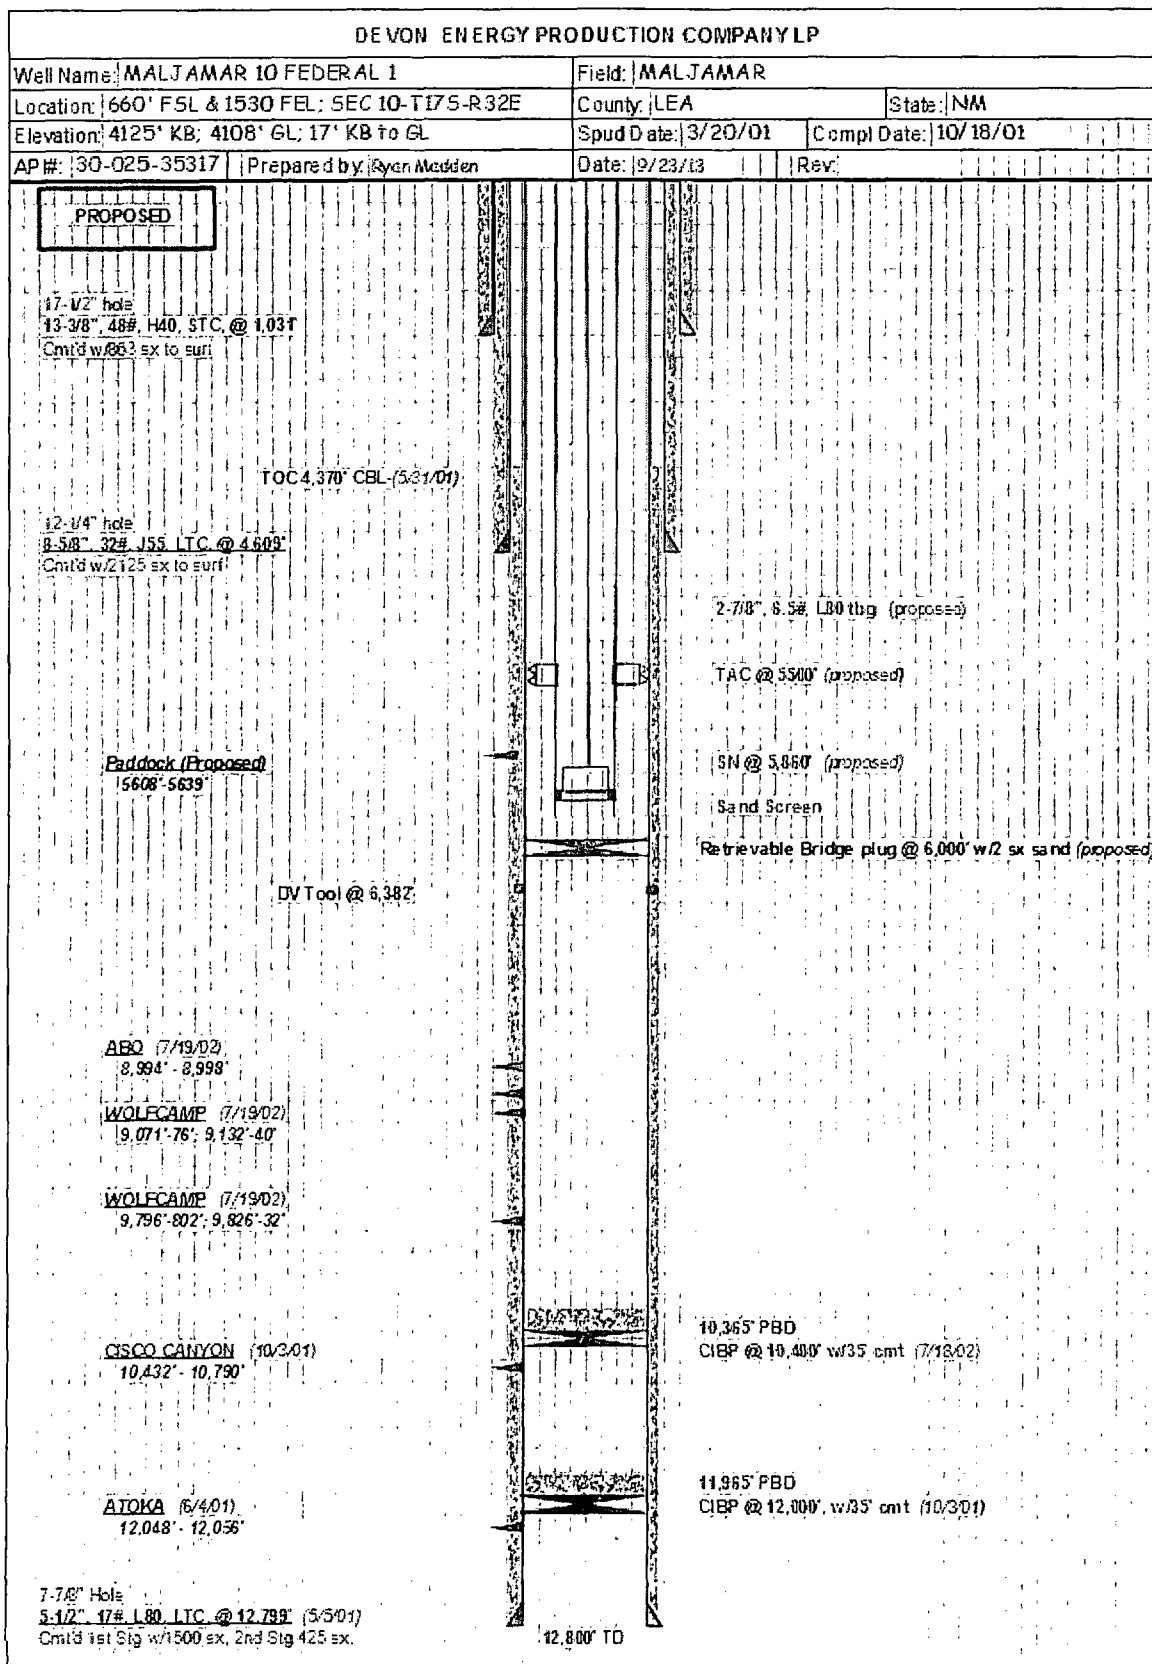 DEVON ENERGY PRODUCTION COMPANY LP
Well Name: MALJAMAR 10 FEDERAL 1 Field: MALJAMAR
Location: 660' FSL & 1530 FEL; SEC 10-T17S-R32E County: LEA State: NM
Elevation: 4125' KB; 4108' GL; 17' KB to GL Spud Date: 3/20/01 Compl Date: 10/18/01
API#: 30-025-35317 Prepared by: Ryan Madden Date: 9/23/13 Rev:
PROPOSED
17-1/2" hole
13-3/8", 48#, H40, STC, @ 1,031'
Cmt'd w/863 sx to surf
TOC 4,370' CBL-(5/31/01)
12-1/4" hole
8-5/8", 32#, J55, LTC, @ 4,609'
Cmt'd w/2125 sx to surf
2-7/8", 6.5#, L80 tbg (proposed)
TAC @ 5500' (proposed)
Paddock (Proposed)
5608'-5639'
SN @ 5,860' (proposed)
Sand Screen
Retrievable Bridge plug @ 6,000' w/2 sx sand (proposed)
DV Tool @ 6,382'
ABO (7/19/02)
8,994' - 8,998'
WOLFCAMP (7/19/02)
9,071'-76'; 9,132'-40'
WOLFCAMP (7/19/02)
9,796'-802'; 9,826'-32'
10,365' PBD
CISCO CANYON (10/3/01) CIBP @ 10,400' w/35' cmt (7/18/02)
10,432' - 10,790'
11,965' PBD
ATOKA (6/4/01) CIBP @ 12,000', w/35' cmt (10/3/01)
12,048' - 12,056'
7-7/8" Hole
5-1/2", 17#, L80, LTC, @ 12,799' (5/5/01)
Cmt'd 1st Stg w/1500 sx, 2nd Stg 425 sx.
12,800' TD